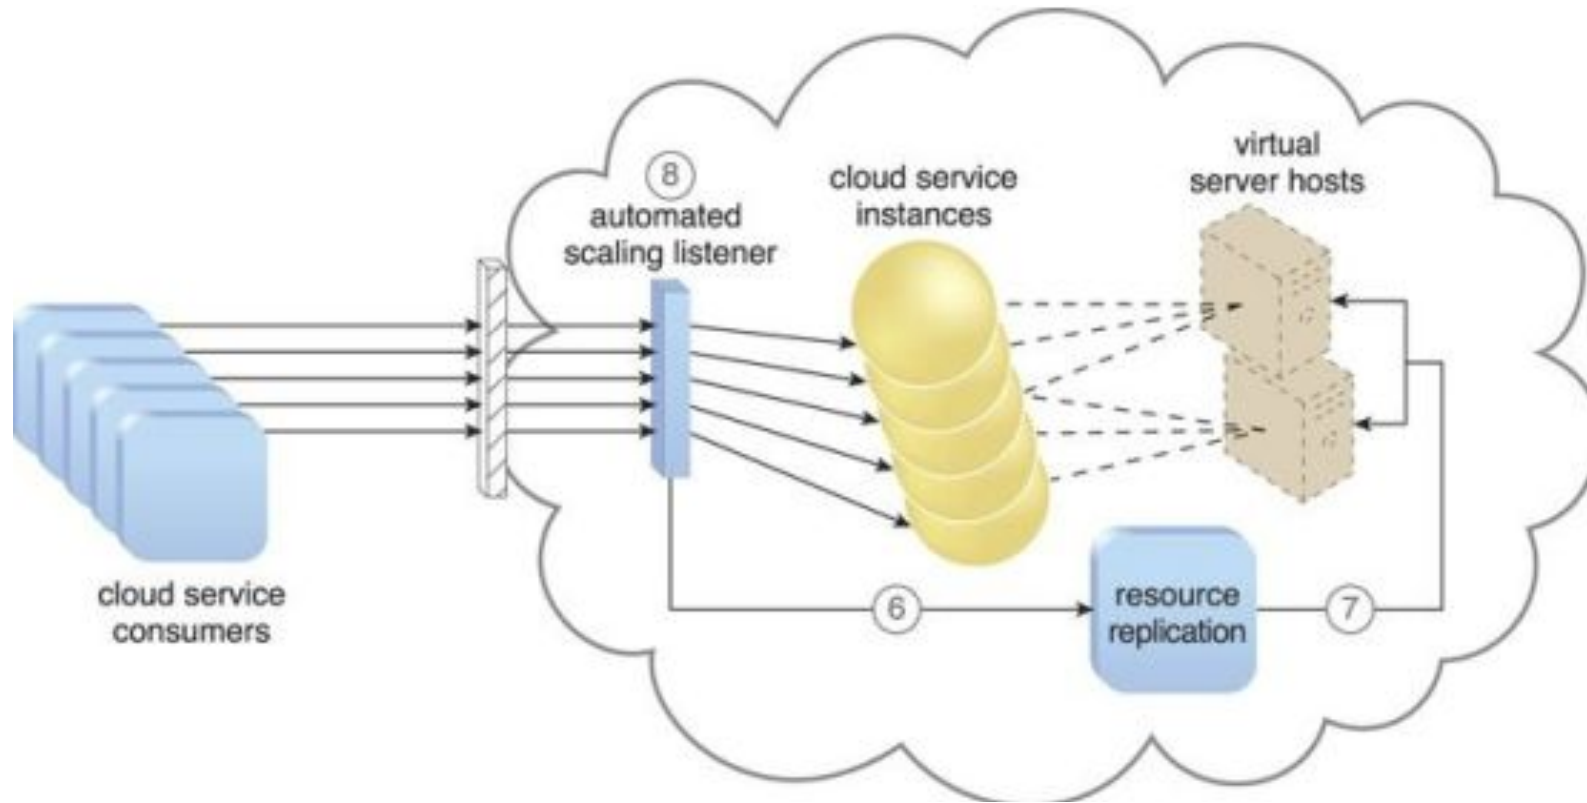 8
automated
scaling listener
cloud service
instances
virtual
server hosts
cloud service
consumers
6
resource
replication
7